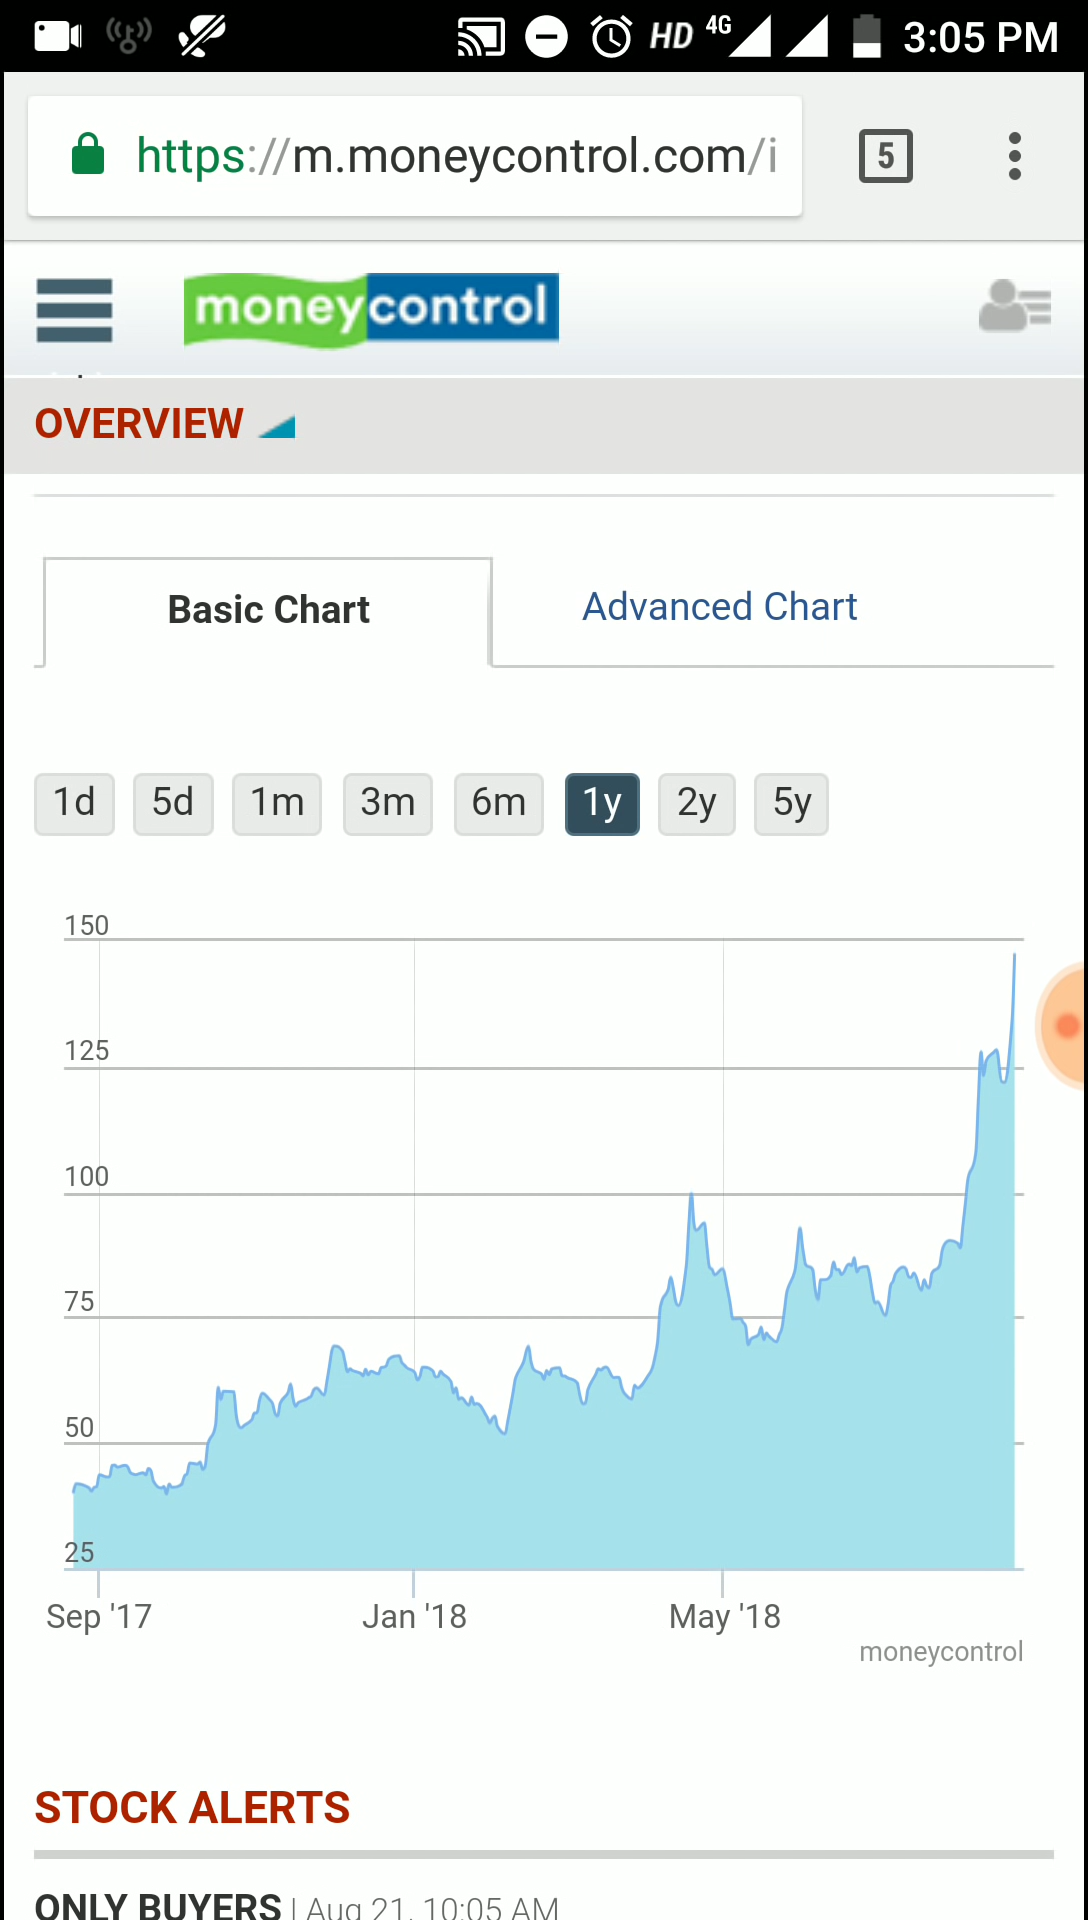 HD 4G 3:05 PM
https://m.moneycontrol.com/i
5
moneycontrol
OVERVIEW
Basic Chart
Advanced Chart
1d 5d 1m 3m 6m 1y 2y 5y
150
125
100
75
50
25
Sep '17 Jan '18 May '18
moneycontrol
STOCK ALERTS
ONLY BUYERS | Aug 21, 10:05 AM